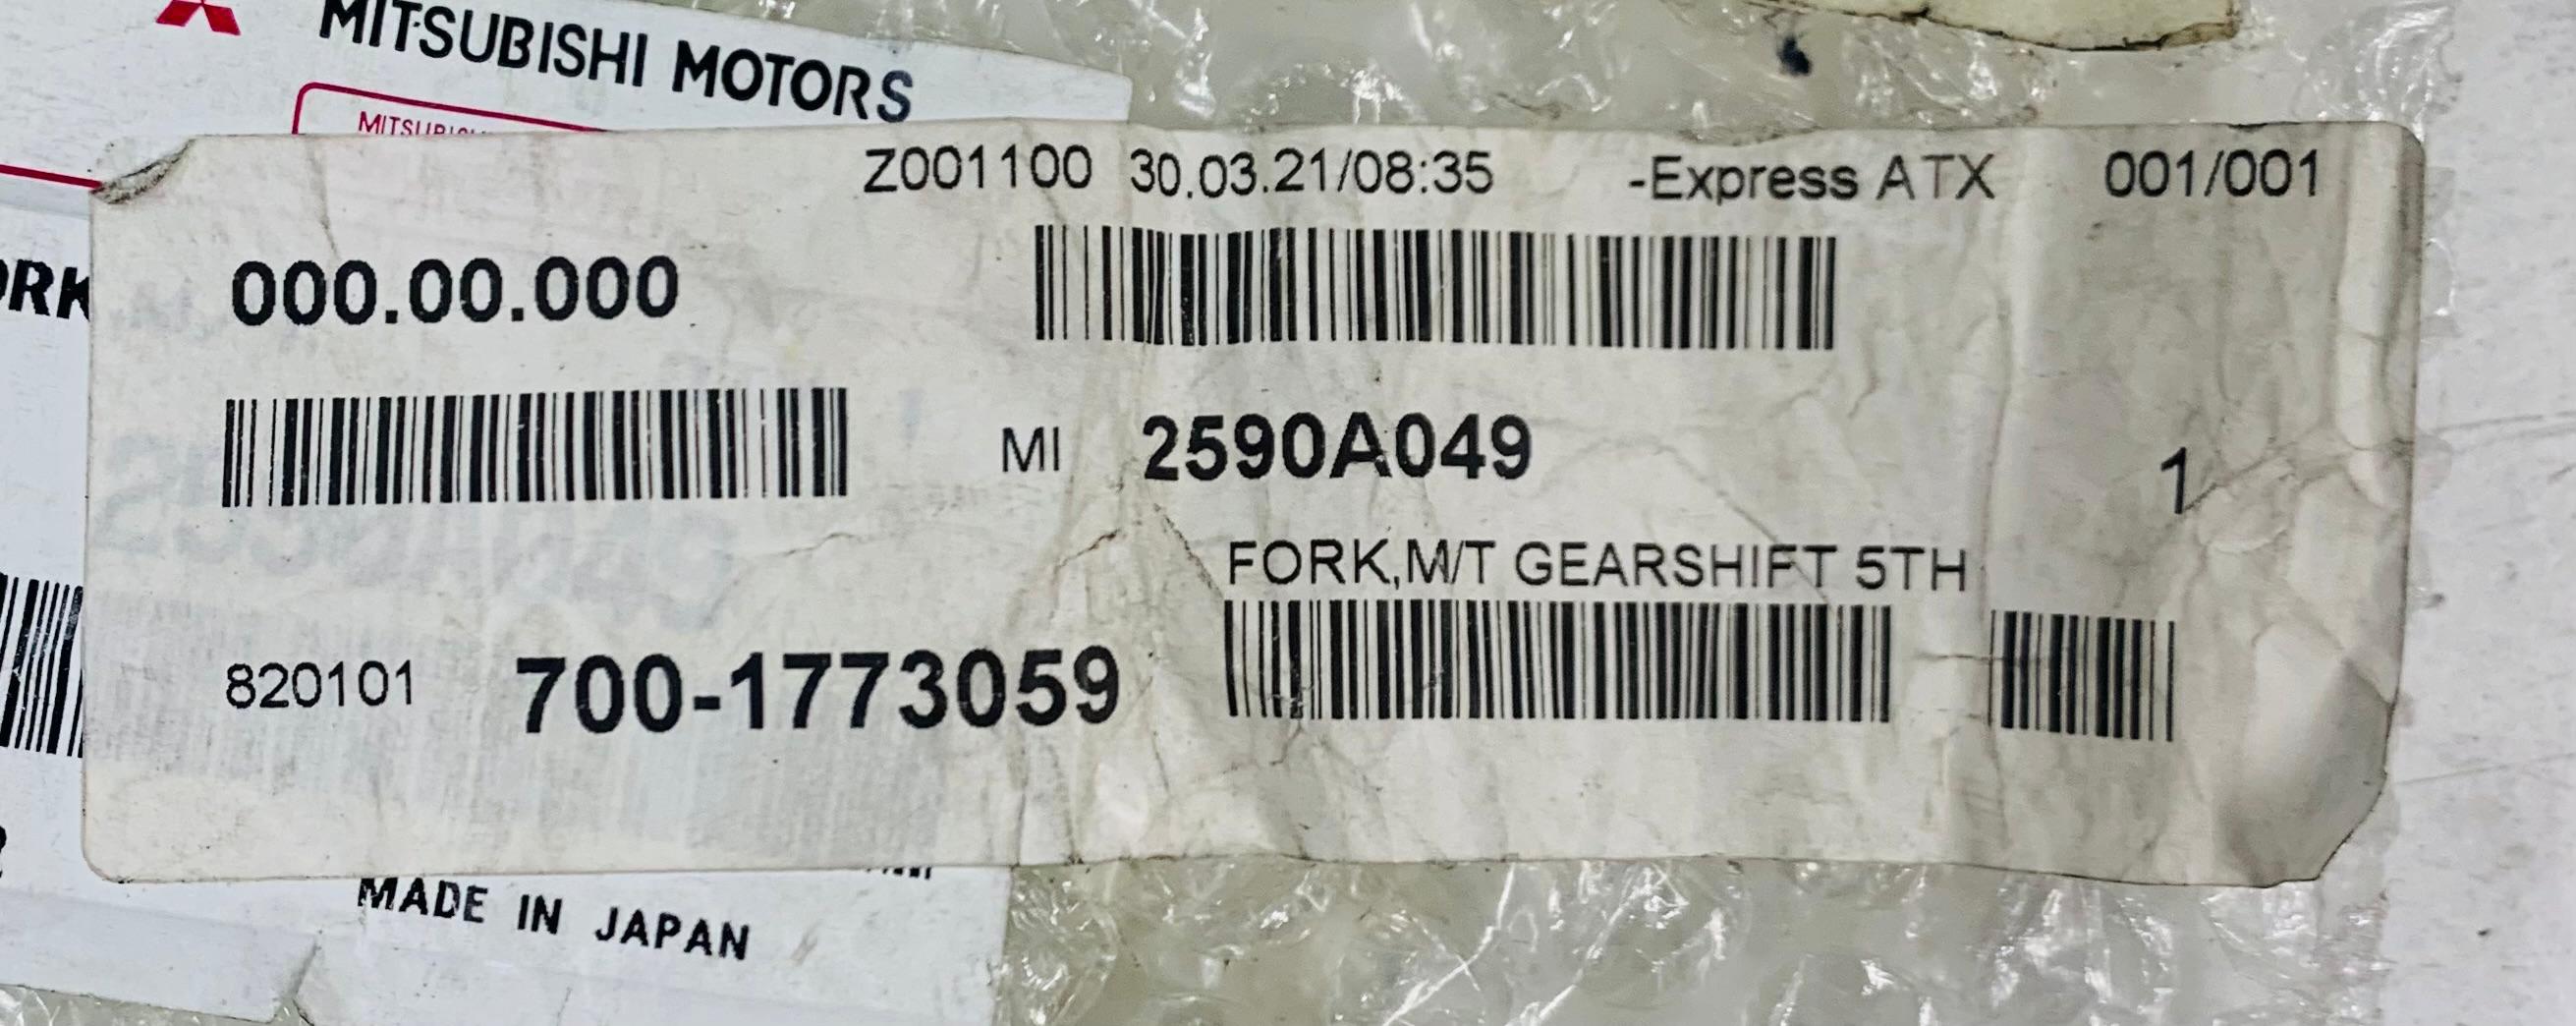 MITSUBISHI MOTORS
Z001100 30.03.21/08:35 -Express ATX 001/001
000.00.000
MI 2590A049 1
FORK,M/T GEARSHIFT 5TH
820101 700-1773059
MADE IN JAPAN